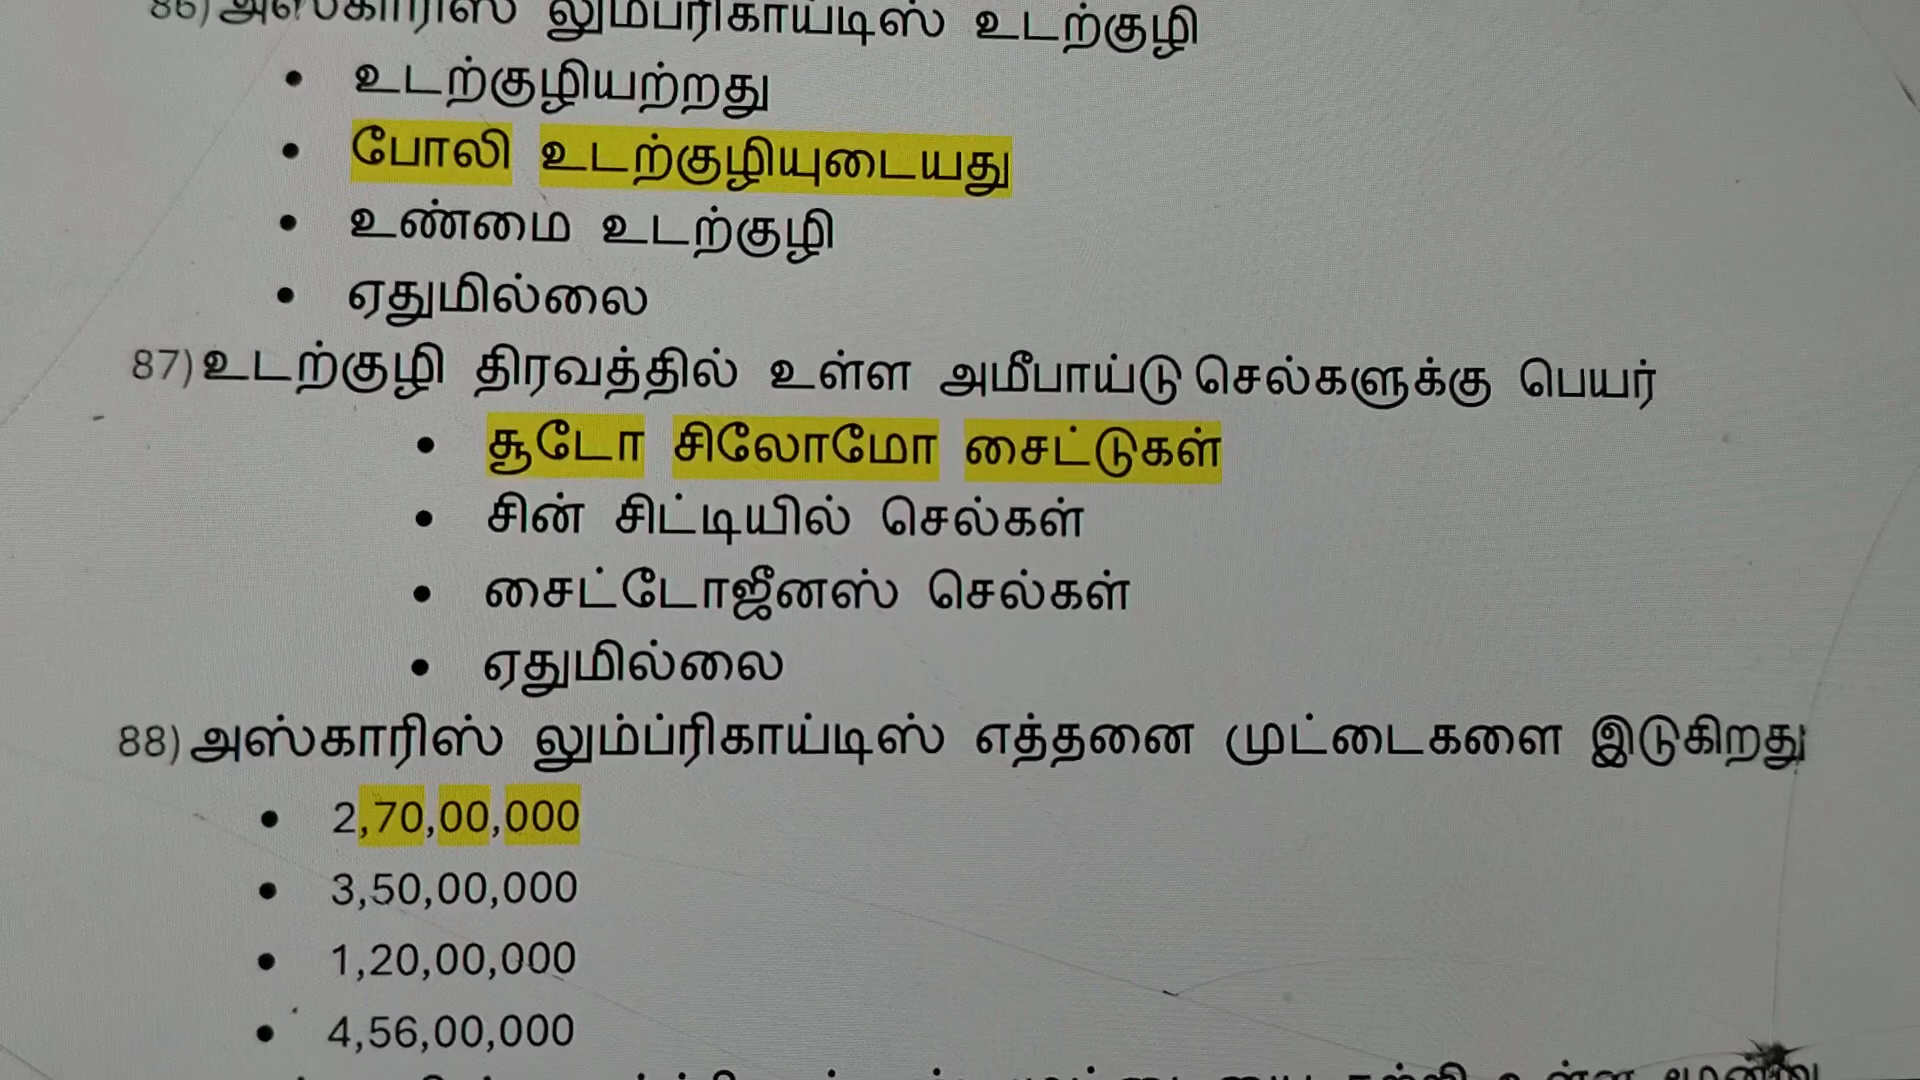 86) அஸ்காரிஸ் லும்ப்ரிகாய்டிஸ் உடற்குழி
• உடற்குழியற்றது
• போலி உடற்குழியுடையது
• உண்மை உடற்குழி
• ஏதுமில்லை
87) உடற்குழி திரவத்தில் உள்ள அமீபாய்டு செல்களுக்கு பெயர்
• சூடோ சிலோமோ சைட்டுகள்
• சின் சிட்டியில் செல்கள்
• சைட்டோஜீனஸ் செல்கள்
• ஏதுமில்லை
88) அஸ்காரிஸ் லும்ப்ரிகாய்டிஸ் எத்தனை முட்டைகளை இடுகிறது
• 2,70,00,000
• 3,50,00,000
• 1,20,00,000
• 4,56,00,000